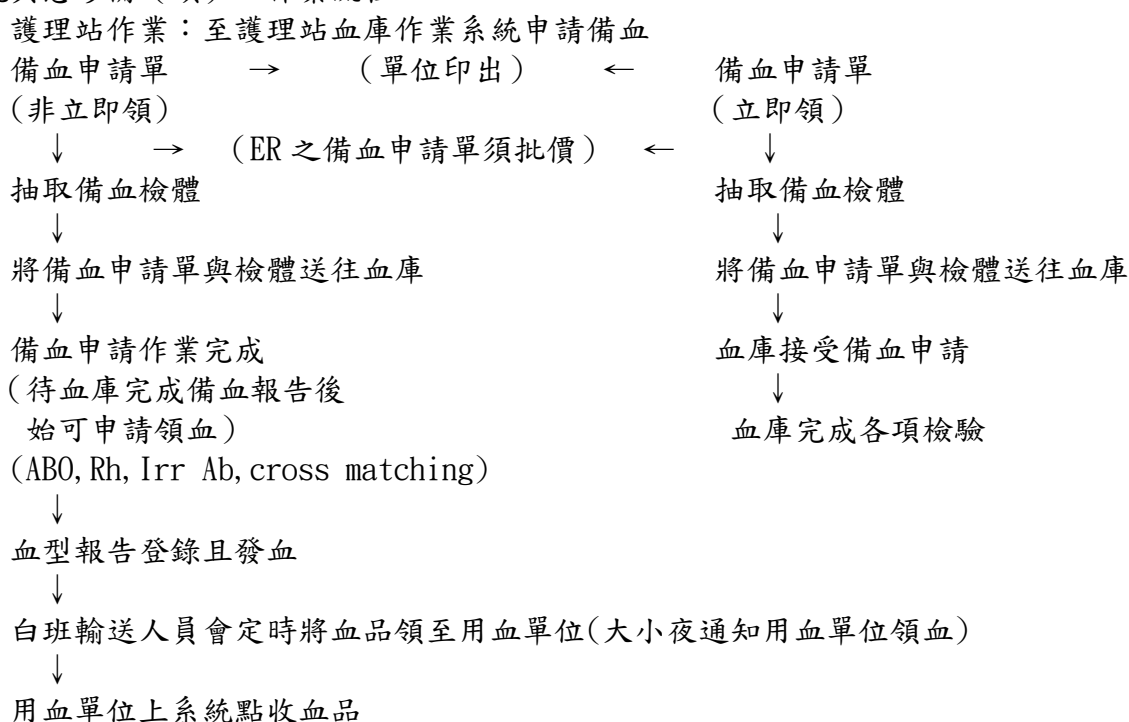 護理站作業：至護理站血庫作業系統申請備血
備血申請單 → （單位印出） ← 備血申請單
(非立即領) （立即領）
↓ → （ER之備血申請單須批價） ← ↓
抽取備血檢體 抽取備血檢體
↓ ↓
將備血申請單與檢體送往血庫 將備血申請單與檢體送往血庫
↓ ↓
備血申請作業完成 血庫接受備血申請
（待血庫完成備血報告後 ↓
始可申請領血） 血庫完成各項檢驗
(ABO,Rh,Irr Ab,cross matching)
↓
血型報告登錄且發血
↓
白班輸送人員會定時將血品領至用血單位(大小夜通知用血單位領血)
↓
用血單位上系統點收血品